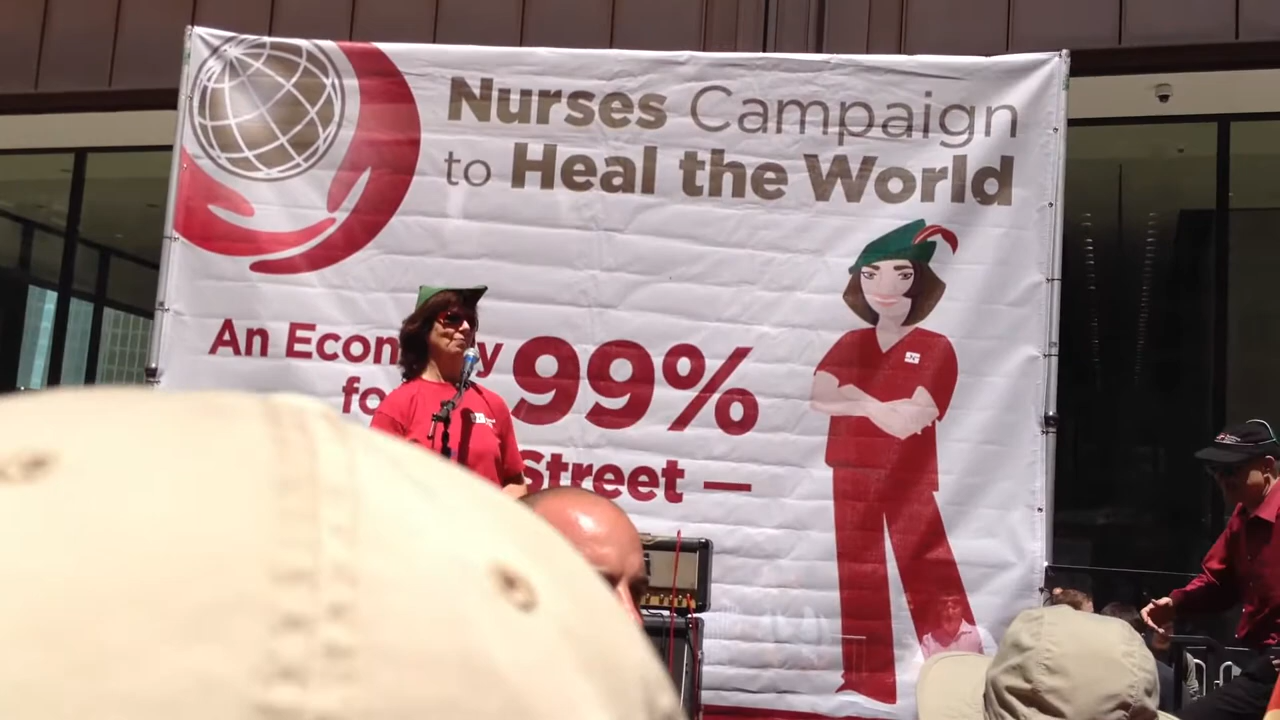 Nurses Campaign
to Heal the World
An Econ y
fo 99%
Street —